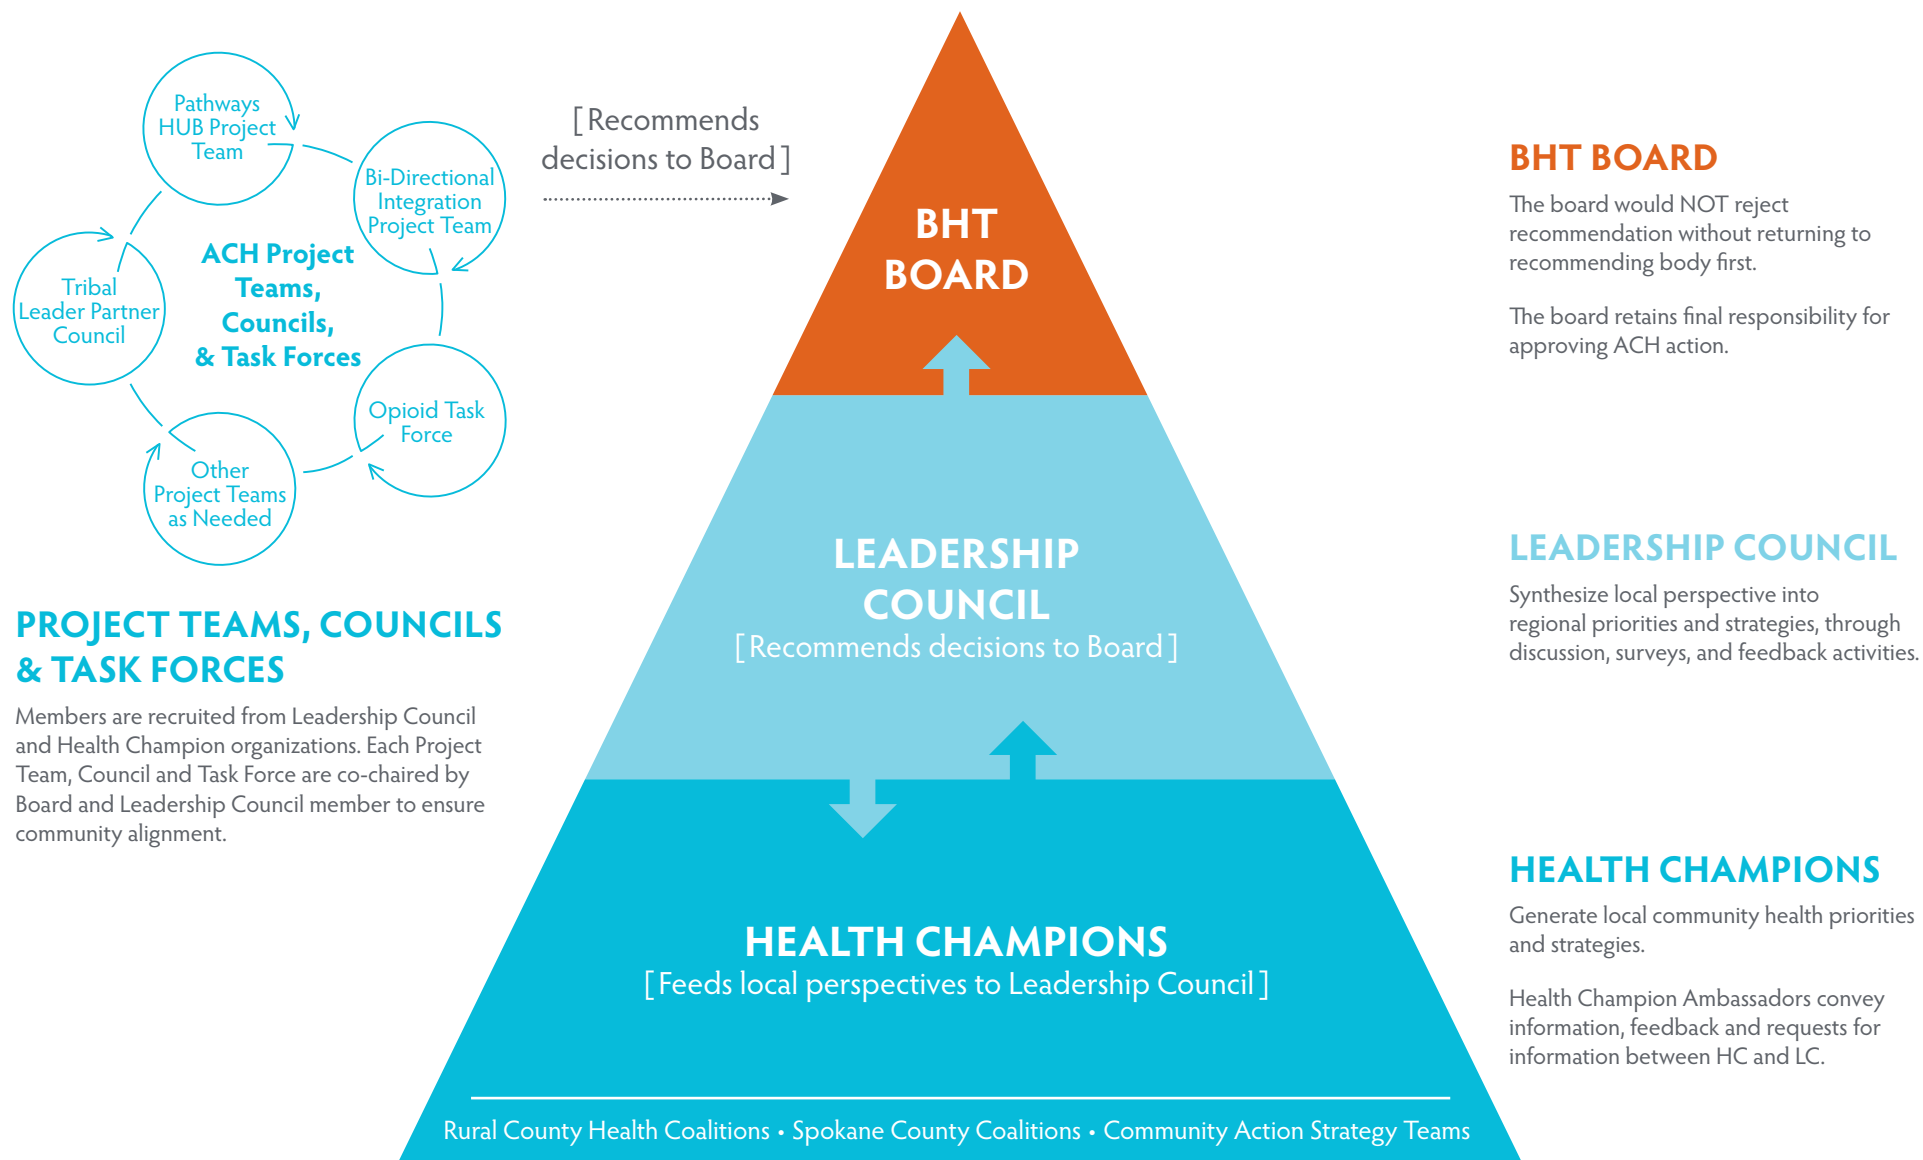 Pathways
HUB Project
Team
Bi-Directional
Integration
Project Team
Tribal
Leader Partner
Council
ACH Project
Teams,
Councils,
& Task Forces
Opioid Task
Force
Other
Project Teams
as Needed
[Recommends
decisions to Board]
PROJECT TEAMS, COUNCILS
& TASK FORCES
Members are recruited from Leadership Council
and Health Champion organizations. Each Project
Team, Council and Task Force are co-chaired by
Board and Leadership Council member to ensure
community alignment.
BHT
BOARD
LEADERSHIP
COUNCIL
[Recommends decisions to Board]
HEALTH CHAMPIONS
[Feeds local perspectives to Leadership Council]
Rural County Health Coalitions • Spokane County Coalitions • Community Action Strategy Teams
BHT BOARD
The board would NOT reject
recommendation without returning to
recommending body first.
The board retains final responsibility for
approving ACH action.
LEADERSHIP COUNCIL
Synthesize local perspective into
regional priorities and strategies, through
discussion, surveys, and feedback activities.
HEALTH CHAMPIONS
Generate local community health priorities
and strategies.
Health Champion Ambassadors convey
information, feedback and requests for
information between HC and LC.